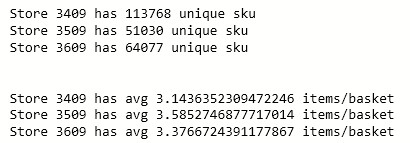 Store 3409 has 113768 unique sku
Store 3509 has 51030 unique sku
Store 3609 has 64077 unique sku
Store 3409 has avg 3.1436352309472246 items/basket
Store 3509 has avg 3.5852746877717014 items/basket
Store 3609 has avg 3.3766724391177867 items/basket